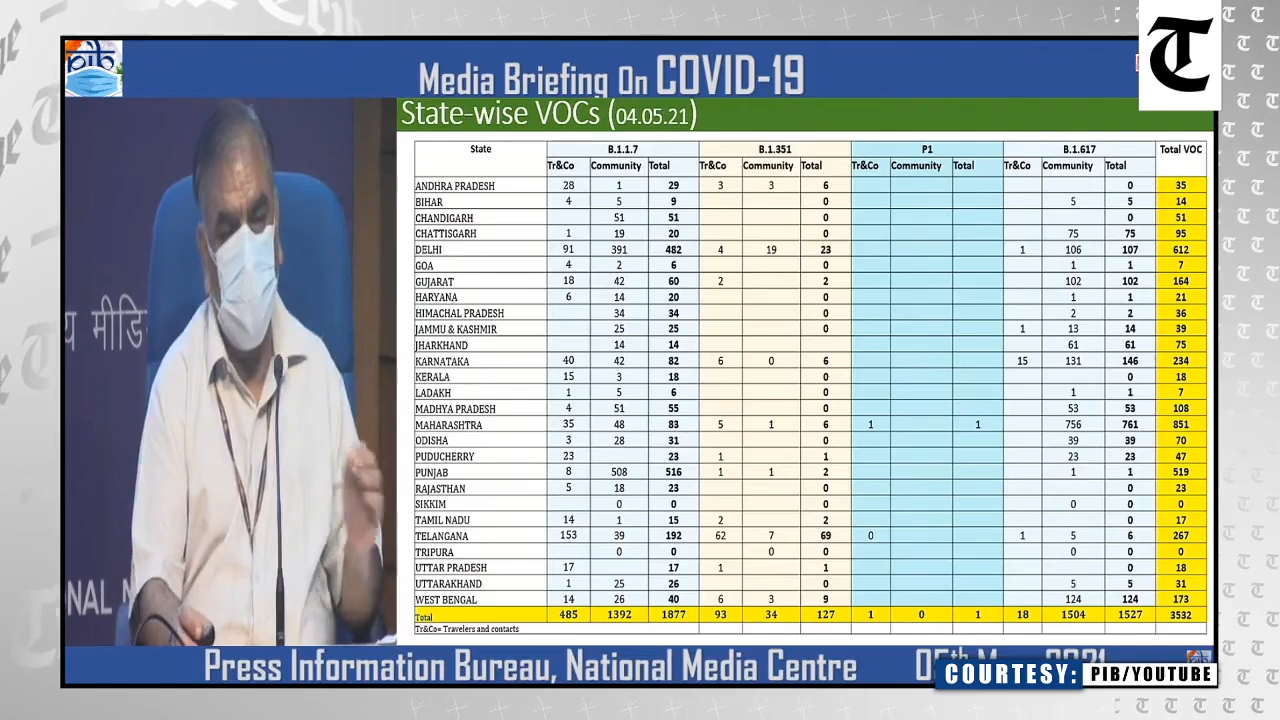 pib
Media Briefing On COVID-19
State-wise VOCs (04.05.21)
State B.1.1.7 B.1.351 P1 B.1.617 Total VOC
Tr&Co Community Total Tr&Co Community Total Tr&Co Community Total Tr&Co Community Total
ANDHRA PRADESH 28 1 29 3 3 6 0 35
BIHAR 4 5 9 0 5 5 14
CHANDIGARH 51 51 0 0 51
CHATTISGARH 1 19 20 0 75 75 95
DELHI 91 391 482 4 19 23 1 106 107 612
GOA 4 2 6 0 1 1 7
GUJARAT 18 42 60 2 2 102 102 164
HARYANA 6 14 20 0 1 1 21
HIMACHAL PRADESH 34 34 0 2 2 36
JAMMU & KASHMIR 25 25 0 1 13 14 39
JHARKHAND 14 14 61 61 75
KARNATAKA 40 42 82 6 0 6 15 131 146 234
KERALA 15 3 18 0 0 18
LADAKH 1 5 6 0 1 1 7
MADHYA PRADESH 4 51 55 0 53 53 108
MAHARASHTRA 35 48 83 5 1 6 1 1 756 761 851
ODISHA 3 28 31 0 39 39 70
PUDUCHERRY 23 23 1 1 23 23 47
PUNJAB 8 508 516 1 1 2 1 1 519
RAJASTHAN 5 18 23 0 0 23
SIKKIM 0 0 0 0 0 0
TAMIL NADU 14 1 15 2 2 0 17
TELANGANA 153 39 192 62 7 69 0 1 5 6 267
TRIPURA 0 0 0 0 0 0 0
UTTAR PRADESH 17 17 1 1 0 18
UTTARAKHAND 1 25 26 0 5 5 31
WEST BENGAL 14 26 40 6 3 9 124 124 173
Total 485 1392 1877 93 34 127 1 0 1 18 1504 1527 3532
Tr&Co= Travelers and contacts
य मीडि
NAL
Press Information Bureau, National Media Centre
COURTESY: PIB/YOUTUBE